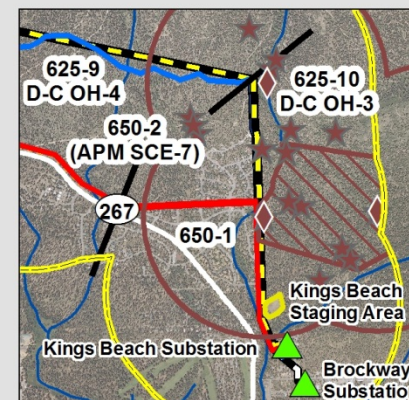 625-9
D-C OH-4
625-10
D-C OH-3
650-2
(APM SCE-7)
267
650-1
Kings Beach
Staging Area
Kings Beach Substation
Brockway
Substatio